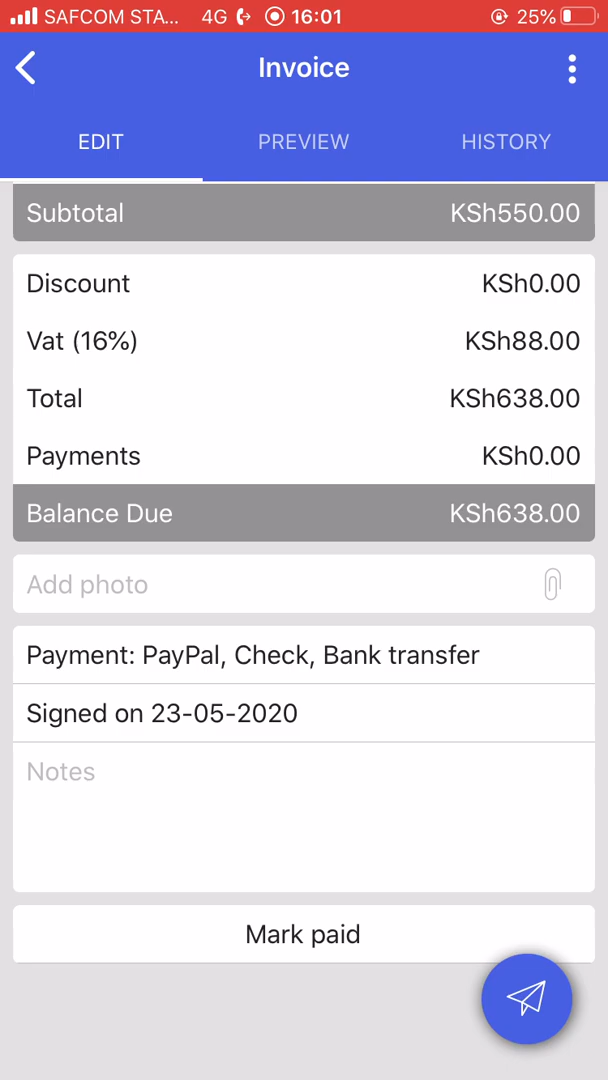 SAFCOM STA... 4G 16:01 25%
Invoice
EDIT PREVIEW HISTORY
Subtotal KSh550.00
Discount KSh0.00
Vat (16%) KSh88.00
Total KSh638.00
Payments KSh0.00
Balance Due KSh638.00
Add photo
Payment: PayPal, Check, Bank transfer
Signed on 23-05-2020
Notes
Mark paid